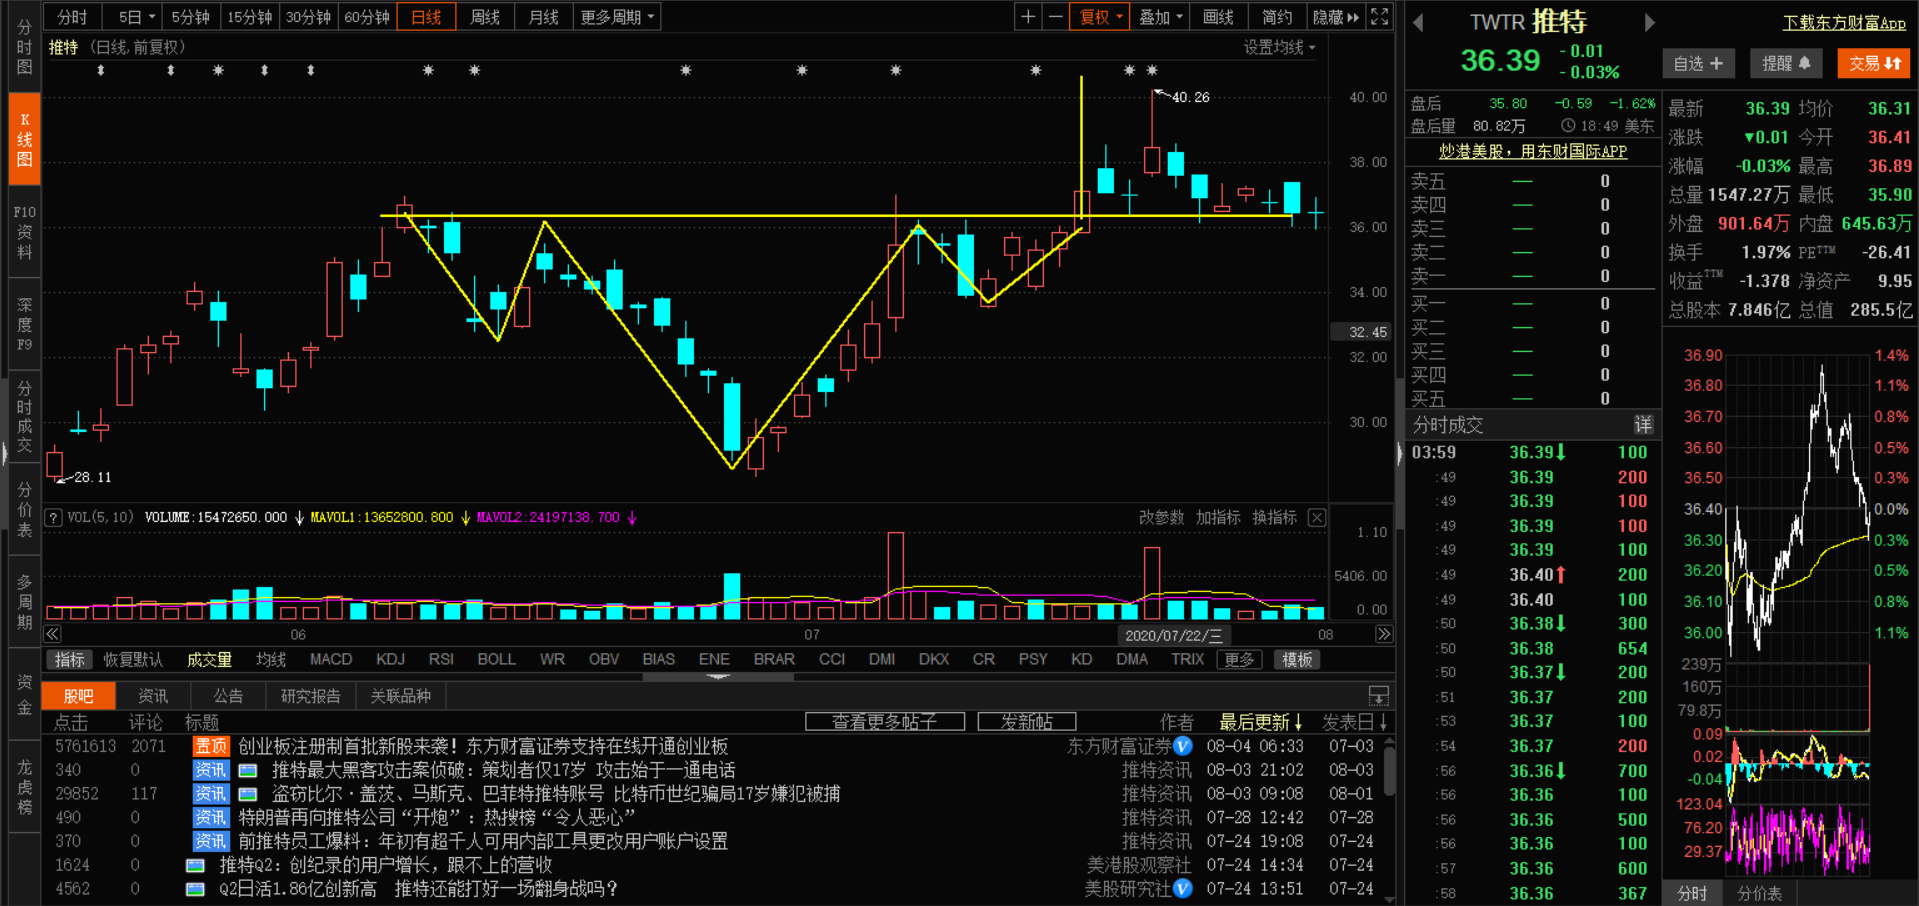 分时图
K线图
F10资料
深度F9
分时成交
分价表
多周期
资金
龙虎榜
分时 5日 5分钟 15分钟 30分钟 60分钟 日线 周线 月线 更多周期
+ − 复权 叠加 画线 简约 隐藏
推特 (日线,前复权)
设置均线
40.26
28.11
40.00
38.00
36.00
34.00
32.45
32.00
30.00
? VOL(5,10) VOLUME:15472650.000 ↓ MAVOL1:13652800.800 ↓ MAVOL2:24197138.700 ↓
改参数 加指标 换指标
1.10
5406.00
0.00
06 07 2020/07/22/三 08
指标 恢复默认 成交量 均线 MACD KDJ RSI BOLL WR OBV BIAS ENE BRAR CCI DMI DKX CR PSY KD DMA TRIX 更多 模板
股吧 资讯 公告 研究报告 关联品种
点击 评论 标题 查看更多帖子 发新帖 作者 最后更新↓ 发表日↓
5761613 2071 置顶 创业板注册制首批新股来袭！东方财富证券支持在线开通创业板 东方财富证券 V 08-04 06:33 07-03
340 0 资讯 推特最大黑客攻击案侦破：策划者仅17岁 攻击始于一通电话 推特资讯 08-03 21:02 08-03
29852 117 资讯 盗窃比尔·盖茨、马斯克、巴菲特推特账号 比特币世纪骗局17岁嫌犯被捕 推特资讯 08-03 09:08 08-01
490 0 资讯 特朗普再向推特公司“开炮”：热搜榜“令人恶心” 推特资讯 07-28 12:42 07-28
370 0 资讯 前推特员工爆料：年初有超千人可用内部工具更改用户账户设置 推特资讯 07-24 19:08 07-24
1624 0 推特Q2：创纪录的用户增长，跟不上的营收 美港股观察社 07-24 14:34 07-24
4562 0 Q2日活1.86亿创新高 推特还能打好一场翻身战吗？ 美股研究社 V 07-24 13:51 07-24
TWTR 推特
下载东方财富App
36.39 -0.01
-0.03%
自选 + 提醒 交易
盘后 35.80 -0.59 -1.62%
盘后量 80.82万 18:49 美东
炒港美股，用东财国际APP
卖五 — 0
卖四 — 0
卖三 — 0
卖二 — 0
卖一 — 0
买一 — 0
买二 — 0
买三 — 0
买四 — 0
买五 — 0
分时成交 详
03:59 36.39↓ 100
:49 36.39 200
:49 36.39 100
:49 36.39 100
:49 36.39 100
:49 36.40↑ 200
:49 36.40 100
:50 36.38↓ 300
:50 36.38 654
:50 36.37↓ 200
:51 36.37 200
:53 36.37 100
:54 36.37 200
:56 36.36↓ 700
:56 36.36 100
:56 36.36 500
:56 36.36 100
:57 36.36 600
:58 36.36 367
最新 36.39 均价 36.31
涨跌 ▼0.01 今开 36.41
涨幅 -0.03% 最高 36.89
总量 1547.27万 最低 35.90
外盘 901.64万 内盘 645.63万
换手 1.97% PE TTM -26.41
收益 TTM -1.378 净资产 9.95
总股本 7.846亿 总值 285.5亿
36.90 1.4%
36.80 1.1%
36.70 0.8%
36.60 0.5%
36.50 0.3%
36.40 0.0%
36.30 0.3%
36.20 0.5%
36.10 0.8%
36.00 1.1%
239万
160万
79.8万
0.09
0.02
-0.04
123.04
76.20
29.37
分时 分价表